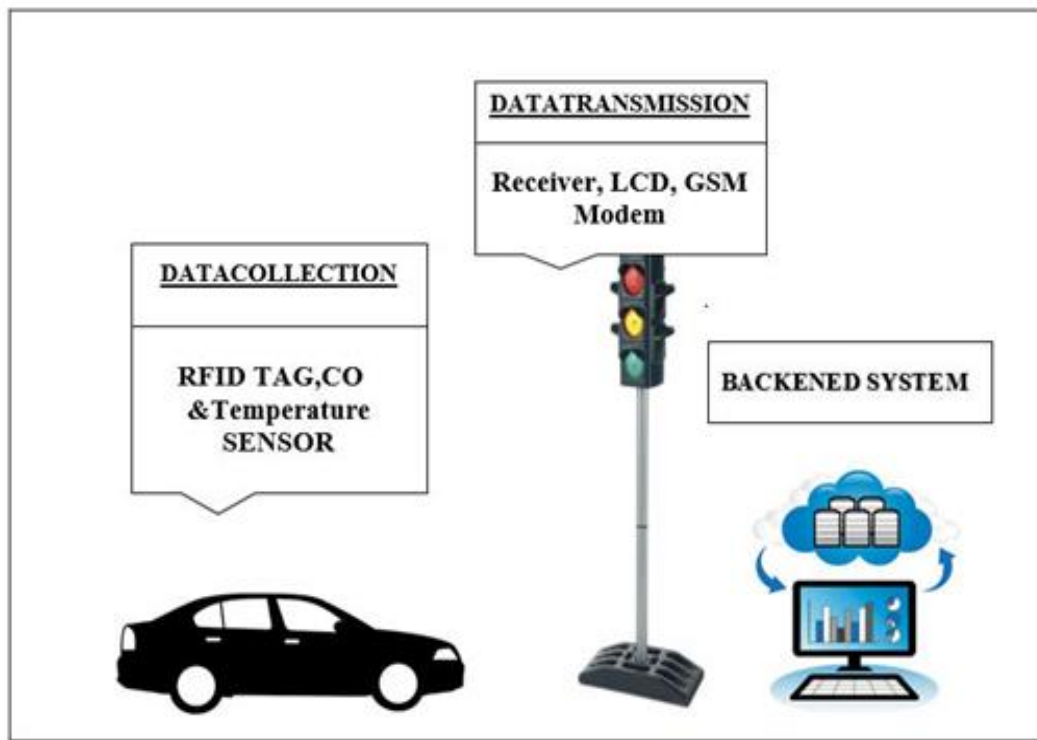 DATATRANSMISSION
Receiver, LCD, GSM
Modem
DATACOLLECTION
RFID TAG,CO
&Temperature
SENSOR
BACKENED SYSTEM